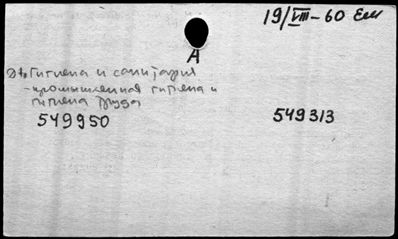 19/VIII-60
А
Гигиена и санитария
-промышленная гигиена и
гигиена труда
549950
549313